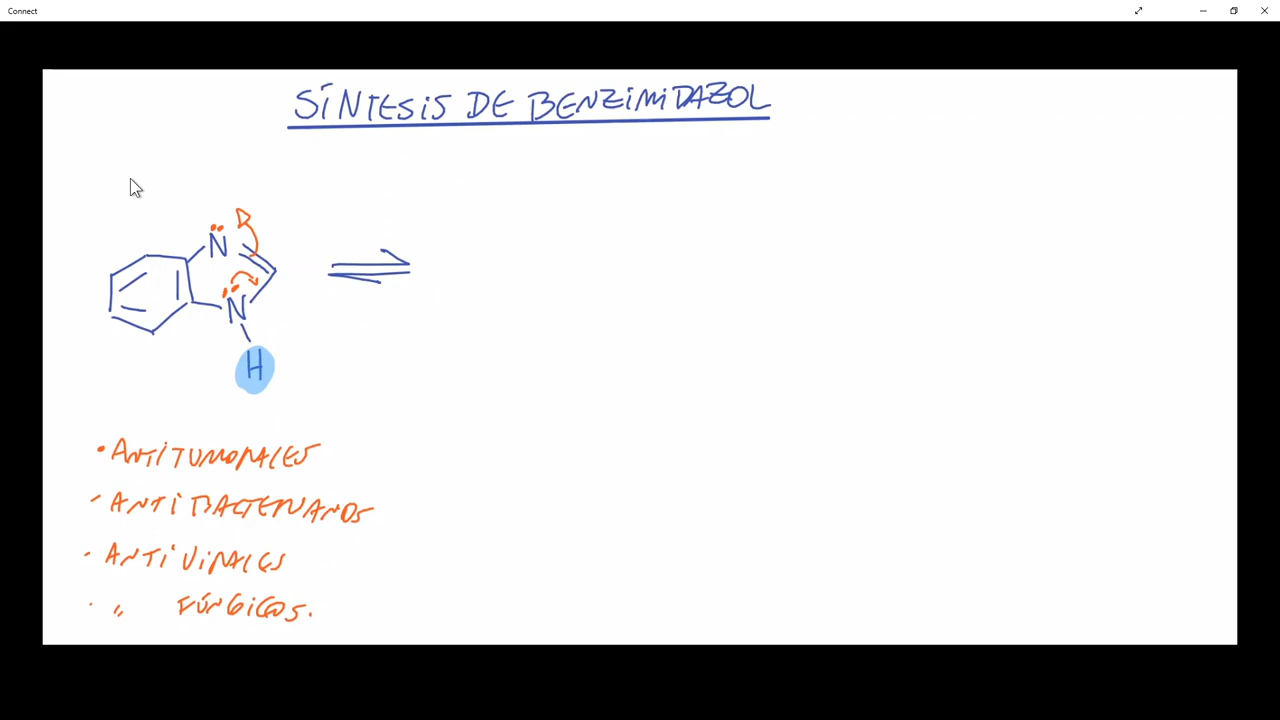 Connect
SÍNTESIS DE BENZIMIDAZOL
N
N
H
• ANTITUMORALES
- ANTIBACTERIANOS
- ANTIVIRALES
· " FÚNGICOS.